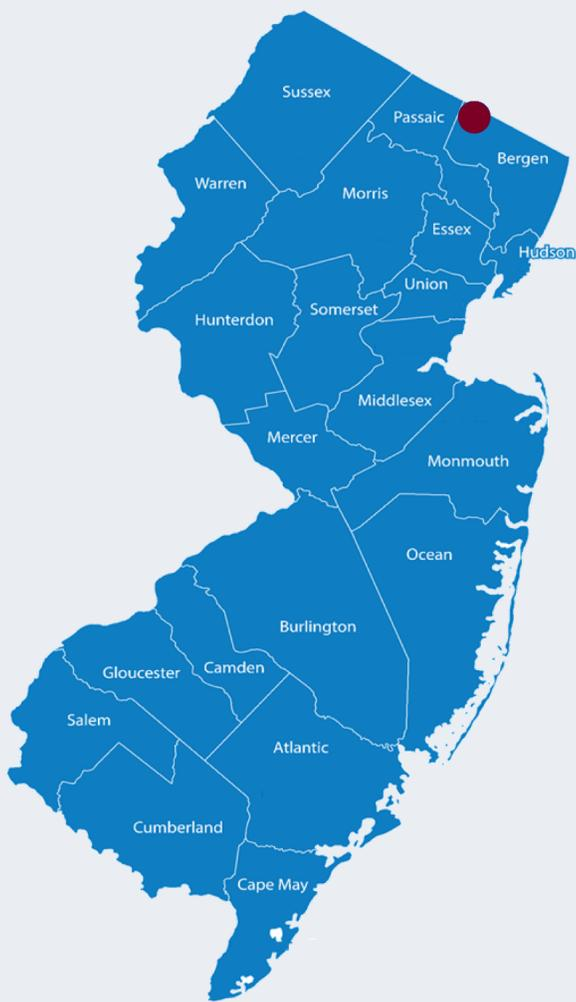 Sussex
Passaic
Bergen
Warren
Morris
Essex
Hudson
Union
Somerset
Hunterdon
Middlesex
Mercer
Monmouth
Ocean
Burlington
Camden
Gloucester
Salem
Atlantic
Cumberland
Cape May